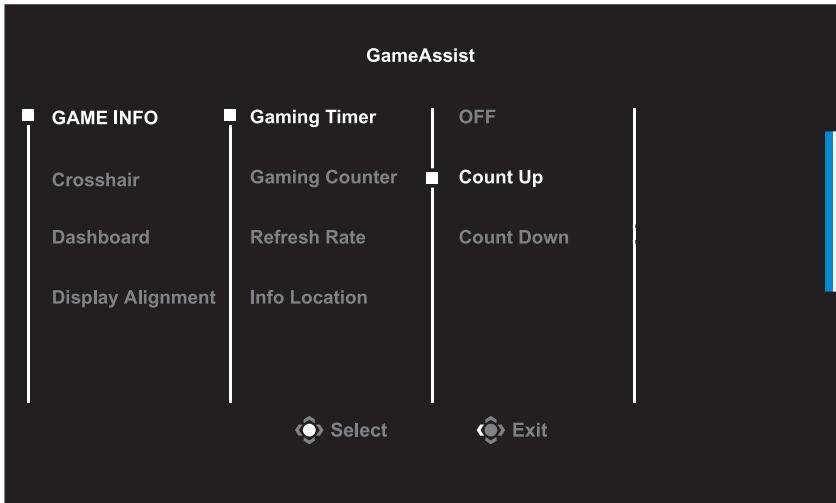 GameAssist
GAME INFO
Gaming Timer
OFF
Crosshair
Gaming Counter
Count Up
Dashboard
Refresh Rate
Count Down
Display Alignment
Info Location
Select
Exit